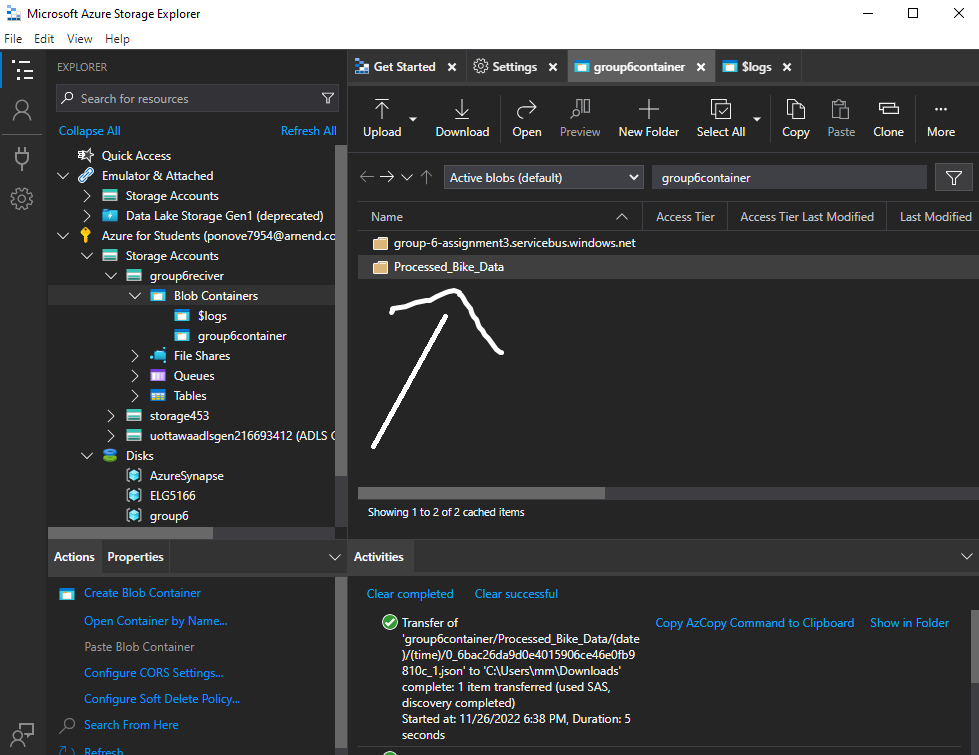 Microsoft Azure Storage Explorer
File Edit View Help
EXPLORER
Search for resources
Collapse All Refresh All
Quick Access
Emulator & Attached
Storage Accounts
Data Lake Storage Gen1 (deprecated)
Azure for Students (ponove7954@arnend.co
Storage Accounts
group6reciver
Blob Containers
$logs
group6container
File Shares
Queues
Tables
storage453
uottawaadlsgen216693412 (ADLS G
Disks
AzureSynapse
ELG5166
group6
Actions Properties
Create Blob Container
Open Container by Name...
Paste Blob Container
Configure CORS Settings...
Configure Soft Delete Policy...
Search From Here
Refresh
Get Started Settings group6container $logs
Upload Download Open Preview New Folder Select All Copy Paste Clone More
Active blobs (default) group6container
Name Access Tier Access Tier Last Modified Last Modified
group-6-assignment3.servicebus.windows.net
Processed_Bike_Data
Showing 1 to 2 of 2 cached items
Activities
Clear completed Clear successful
Transfer of
'group6container/Processed_Bike_Data/(date
)/(time)/0_6bac26da9d0e4015906ce46e0fb9
810c_1.json' to 'C:\Users\mm\Downloads'
complete: 1 item transferred (used SAS,
discovery completed)
Started at: 11/26/2022 6:38 PM, Duration: 5
seconds
Copy AzCopy Command to Clipboard Show in Folder